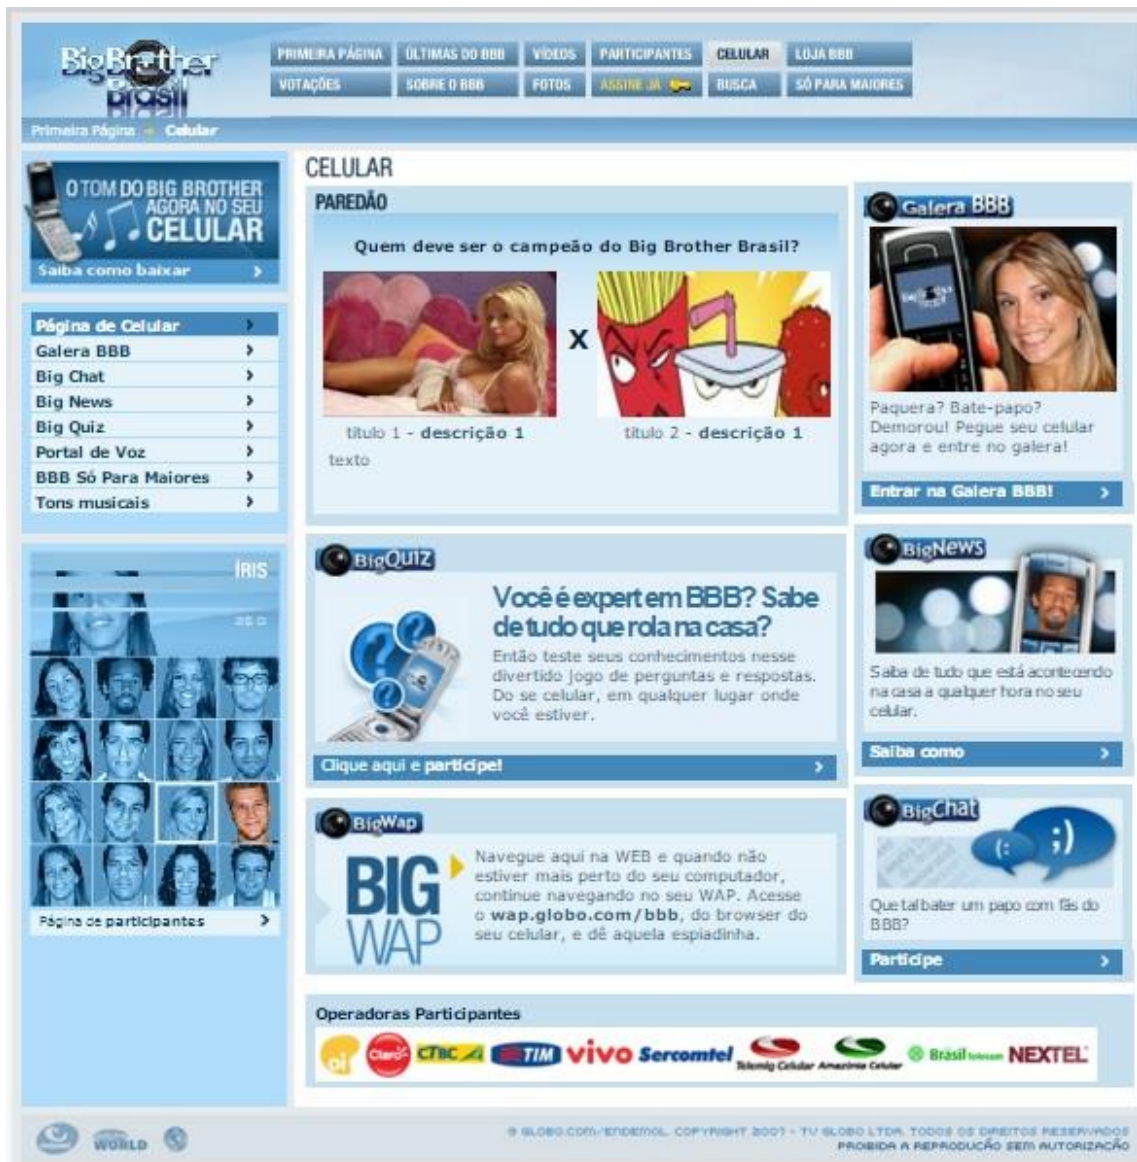 BigBrother
Brasil
PRIMEIRA PÁGINA
ÚLTIMAS DO BBB
VÍDEOS
PARTICIPANTES
CELULAR
LOJA BBB
VOTAÇÕES
SOBRE O BBB
FOTOS
ASSINE JÁ
BUSCA
SÓ PARA MAIORES
Primeira Página
Celular
O TOM DO BIG BROTHER
AGORA NO SEU
CELULAR
Saiba como baixar
Página de Celular
Galera BBB
Big Chat
Big News
Big Quiz
Portal de Voz
BBB Só Para Maiores
Tons musicais
ÍRIS
Página de participantes
CELULAR
PAREDÃO
Quem deve ser o campeão do Big Brother Brasil?
X
título 1 - descrição 1
título 2 - descrição 1
texto
BigQuiz
Você é expert em BBB? Sabe
de tudo que rola na casa?
Então teste seus conhecimentos nesse
divertido jogo de perguntas e respostas.
Do se celular, em qualquer lugar onde
você estiver.
Clique aqui e participe!
BigWap
BIG
WAP
Navegue aqui na WEB e quando não
estiver mais perto do seu computador,
continue navegando no seu WAP. Acesse
o wap.globo.com/bbb, do browser do
seu celular, e dê aquela espiadinha.
Galera BBB
Paquera? Bate-papo?
Demorou! Pegue seu celular
agora e entre no galera!
Entrar na Galera BBB!
BigNews
Saiba de tudo que está acontecendo
na casa a qualquer hora no seu
celular.
Saiba como
BigChat
(:
;)
Que tal bater um papo com fãs do
BBB?
Participe
Operadoras Participantes
oi
Claro
CTBC
TIM
vivo
Sercomtel
Telemig Celular
Amazônia Celular
Brasil telecom
NEXTEL
WORLD
© GLOBO.COM/ENDEMOL. COPYRIGHT 2007 - TV GLOBO LTDA. TODOS OS DIREITOS RESERVADOS
PROIBIDA A REPRODUCÃO SEM AUTORIZACÃO